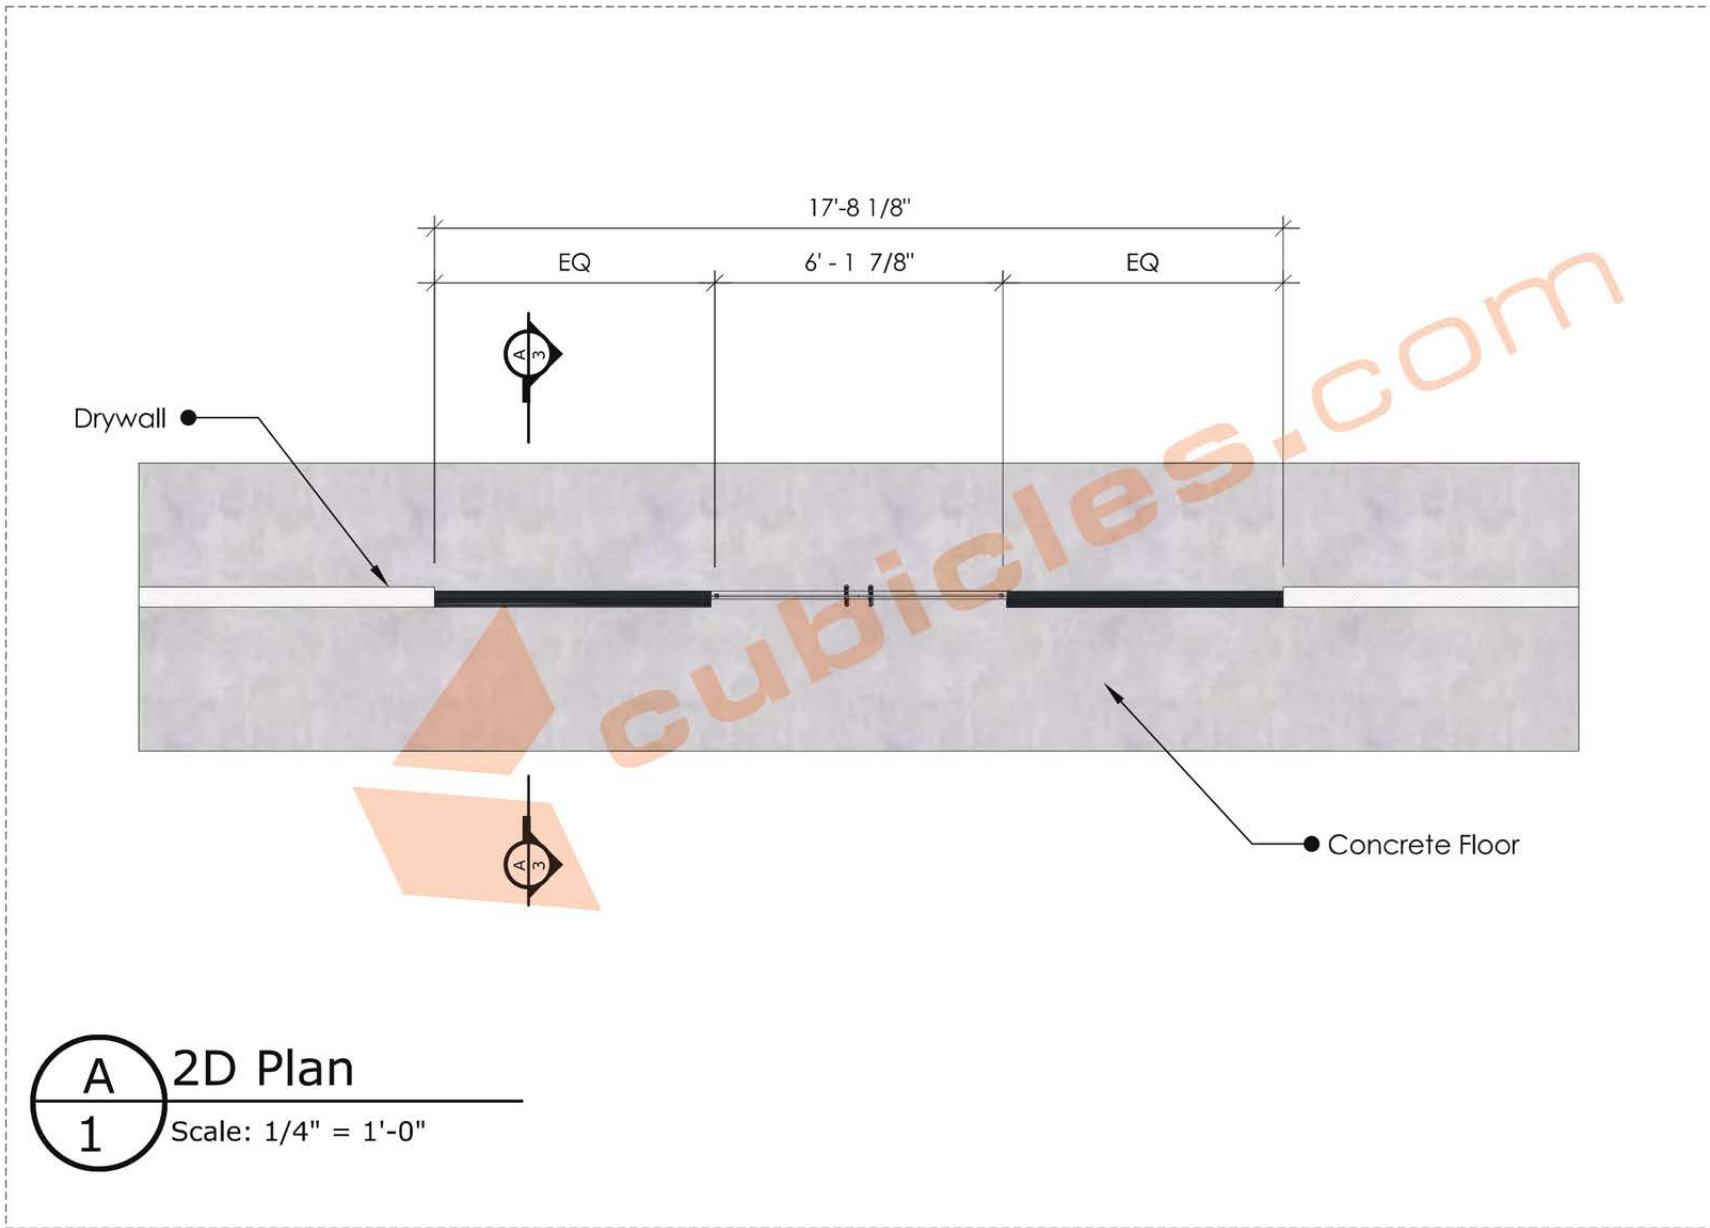 17'-8 1/8"
EQ
6' - 1 7/8"
EQ
A
3
Drywall
cubicles.com
A
3
Concrete Floor
A
1
2D Plan
Scale: 1/4" = 1'-0"